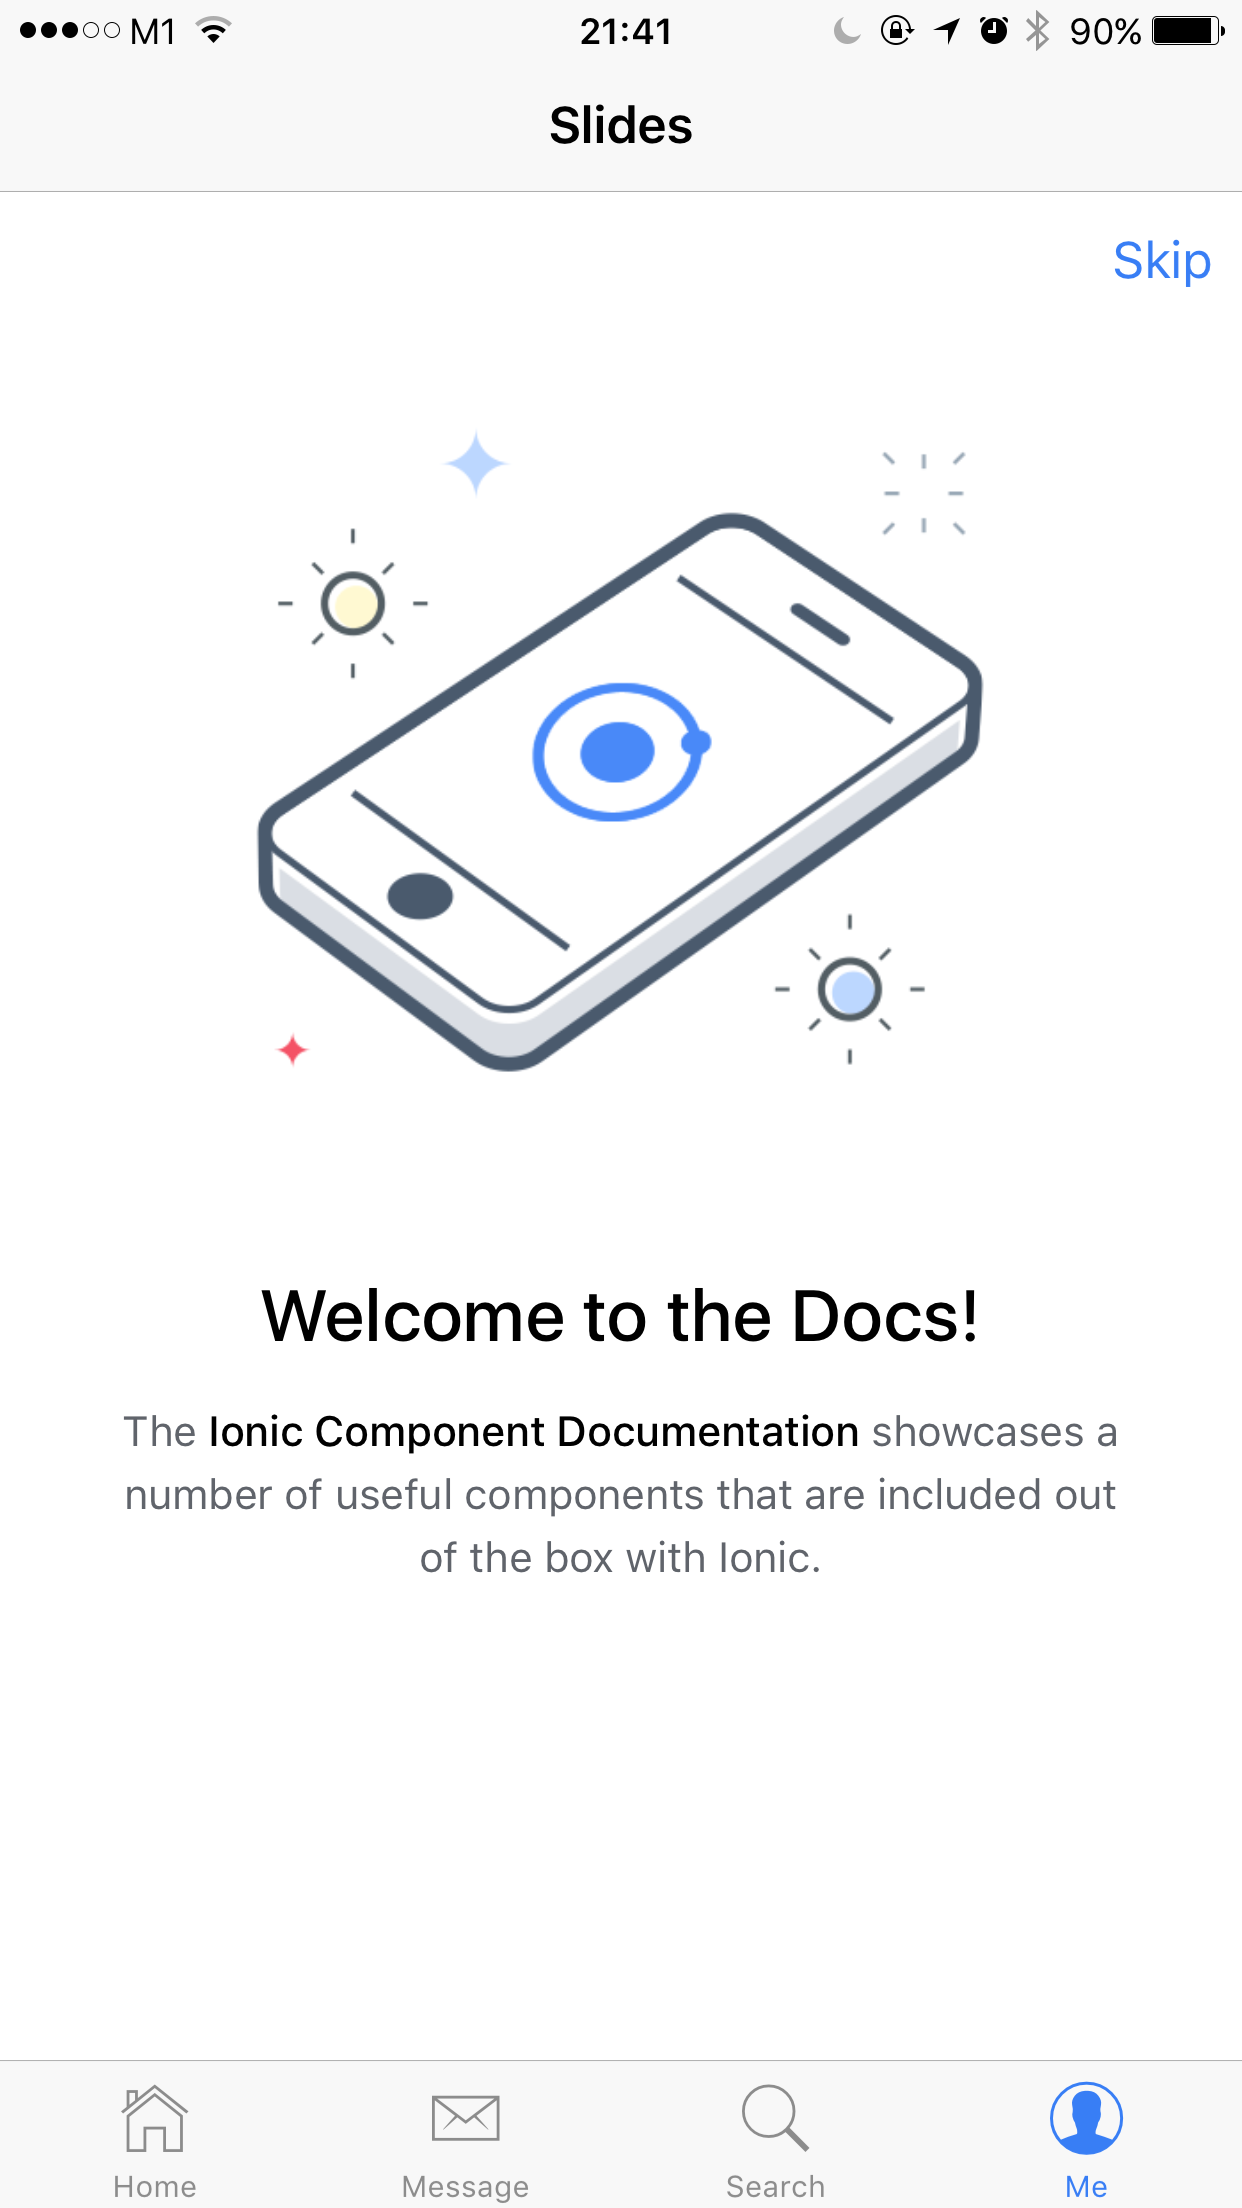 M1 21:41 90%
Slides
Skip
Welcome to the Docs!
The Ionic Component Documentation showcases a
number of useful components that are included out
of the box with Ionic.
Home Message Search Me